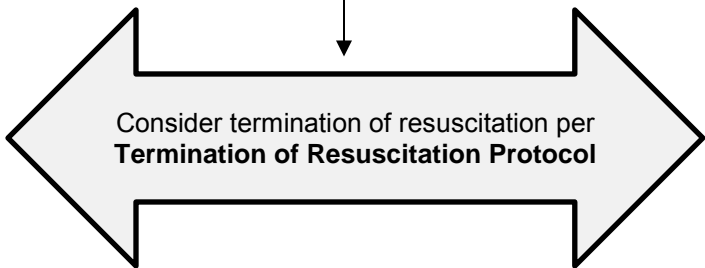 Consider termination of resuscitation per
Termination of Resuscitation Protocol